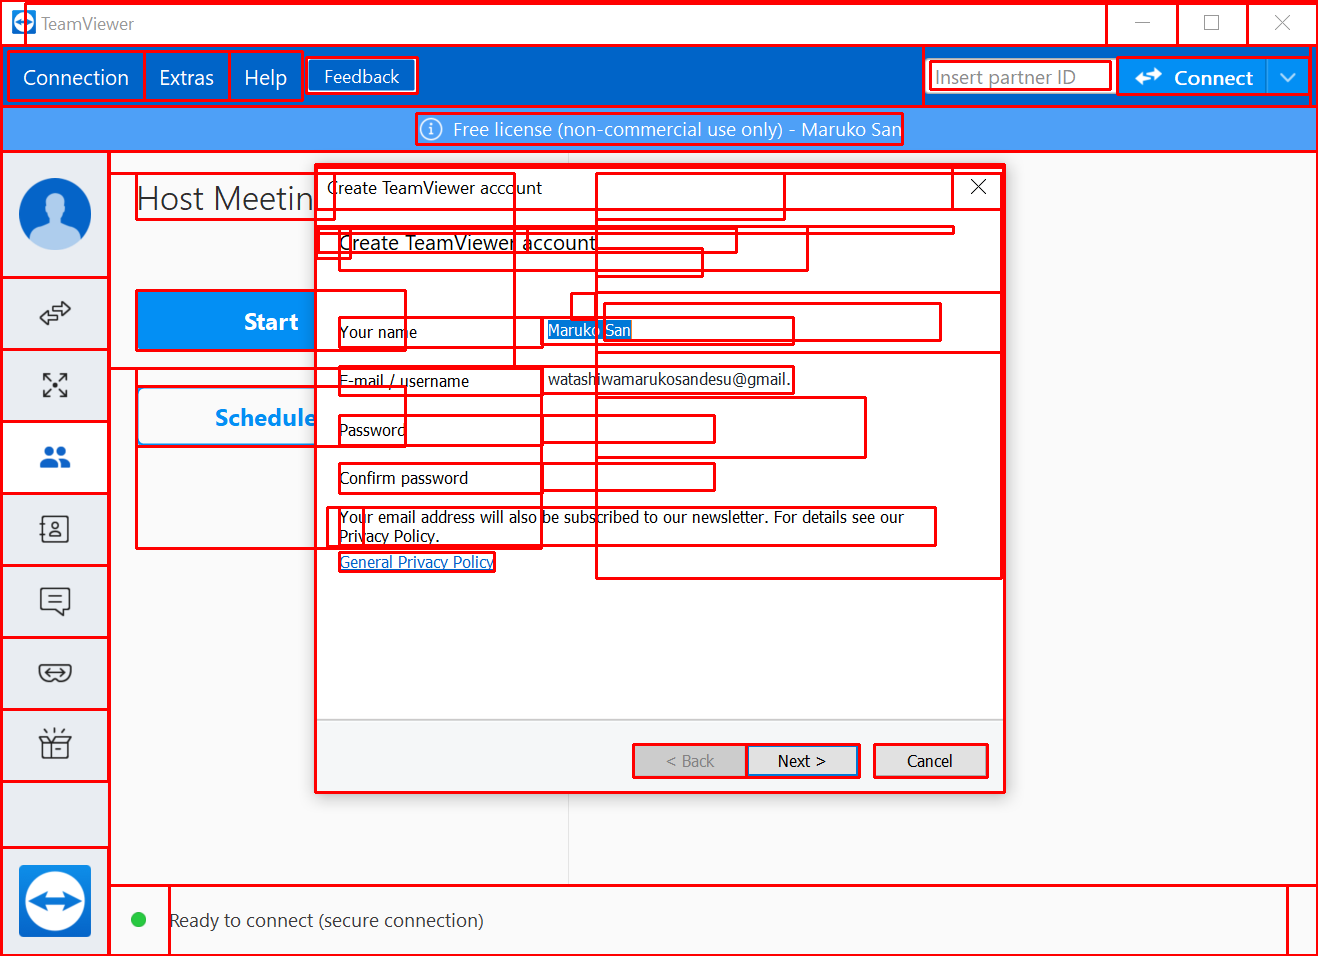 TeamViewer
Connection Extras Help Feedback
Insert partner ID Connect
Free license (non-commercial use only) - Maruko San
Host Meetin
Create TeamViewer account
Create TeamViewer account
Start
Your name Maruko San
E-mail / username watashiwamarukosandesu@gmail.
Schedule
Password
Confirm password
Your email address will also be subscribed to our newsletter. For details see our
Privacy Policy.
General Privacy Policy
< Back Next > Cancel
Ready to connect (secure connection)